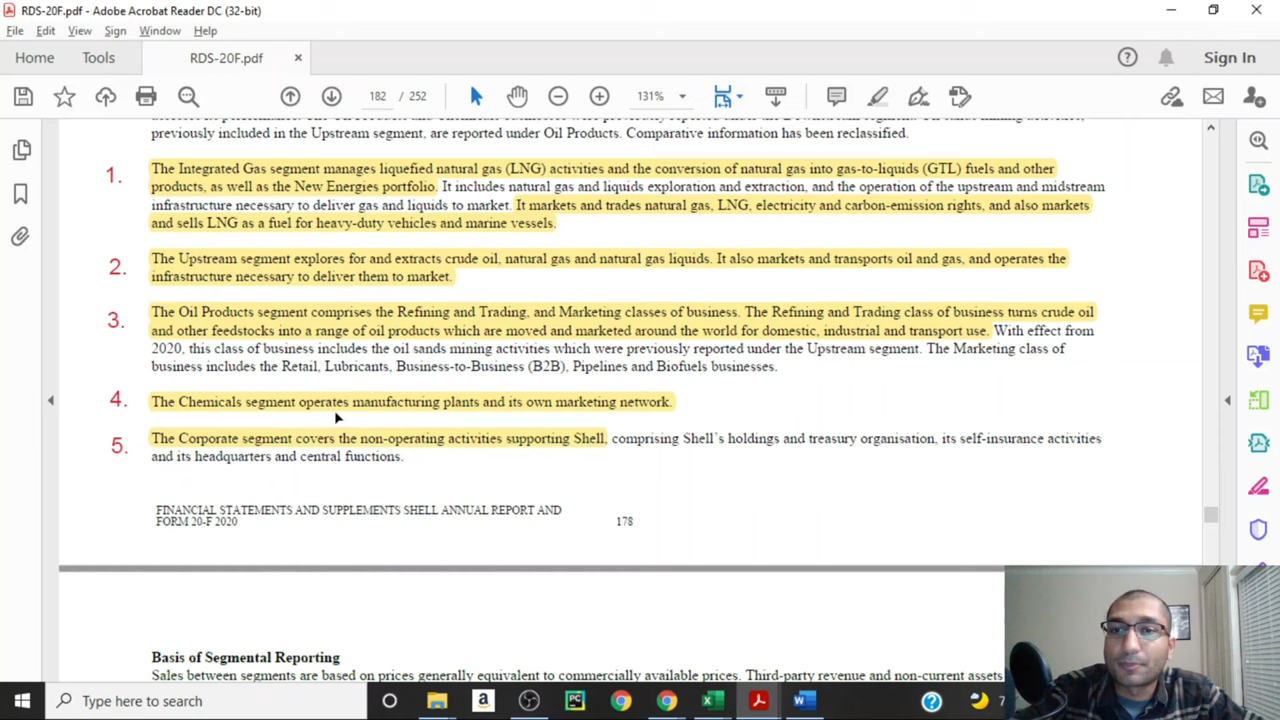 RDS-20F.pdf - Adobe Acrobat Reader DC (32-bit)
File Edit View Sign Window Help
Home Tools RDS-20F.pdf × Sign In
182 / 252 131%
previously included in the Upstream segment, are reported under Oil Products. Comparative information has been reclassified.
1. The Integrated Gas segment manages liquefied natural gas (LNG) activities and the conversion of natural gas into gas-to-liquids (GTL) fuels and other
products, as well as the New Energies portfolio. It includes natural gas and liquids exploration and extraction, and the operation of the upstream and midstream
infrastructure necessary to deliver gas and liquids to market. It markets and trades natural gas, LNG, electricity and carbon-emission rights, and also markets
and sells LNG as a fuel for heavy-duty vehicles and marine vessels.
2. The Upstream segment explores for and extracts crude oil, natural gas and natural gas liquids. It also markets and transports oil and gas, and operates the
infrastructure necessary to deliver them to market.
3. The Oil Products segment comprises the Refining and Trading, and Marketing classes of business. The Refining and Trading class of business turns crude oil
and other feedstocks into a range of oil products which are moved and marketed around the world for domestic, industrial and transport use. With effect from
2020, this class of business includes the oil sands mining activities which were previously reported under the Upstream segment. The Marketing class of
business includes the Retail, Lubricants, Business-to-Business (B2B), Pipelines and Biofuels businesses.
4. The Chemicals segment operates manufacturing plants and its own marketing network.
5. The Corporate segment covers the non-operating activities supporting Shell, comprising Shell's holdings and treasury organisation, its self-insurance activities
and its headquarters and central functions.
FINANCIAL STATEMENTS AND SUPPLEMENTS SHELL ANNUAL REPORT AND
FORM 20-F 2020 178
Basis of Segmental Reporting
Sales between segments are based on prices generally equivalent to commercially available prices. Third-party revenue and non-current assets
Type here to search